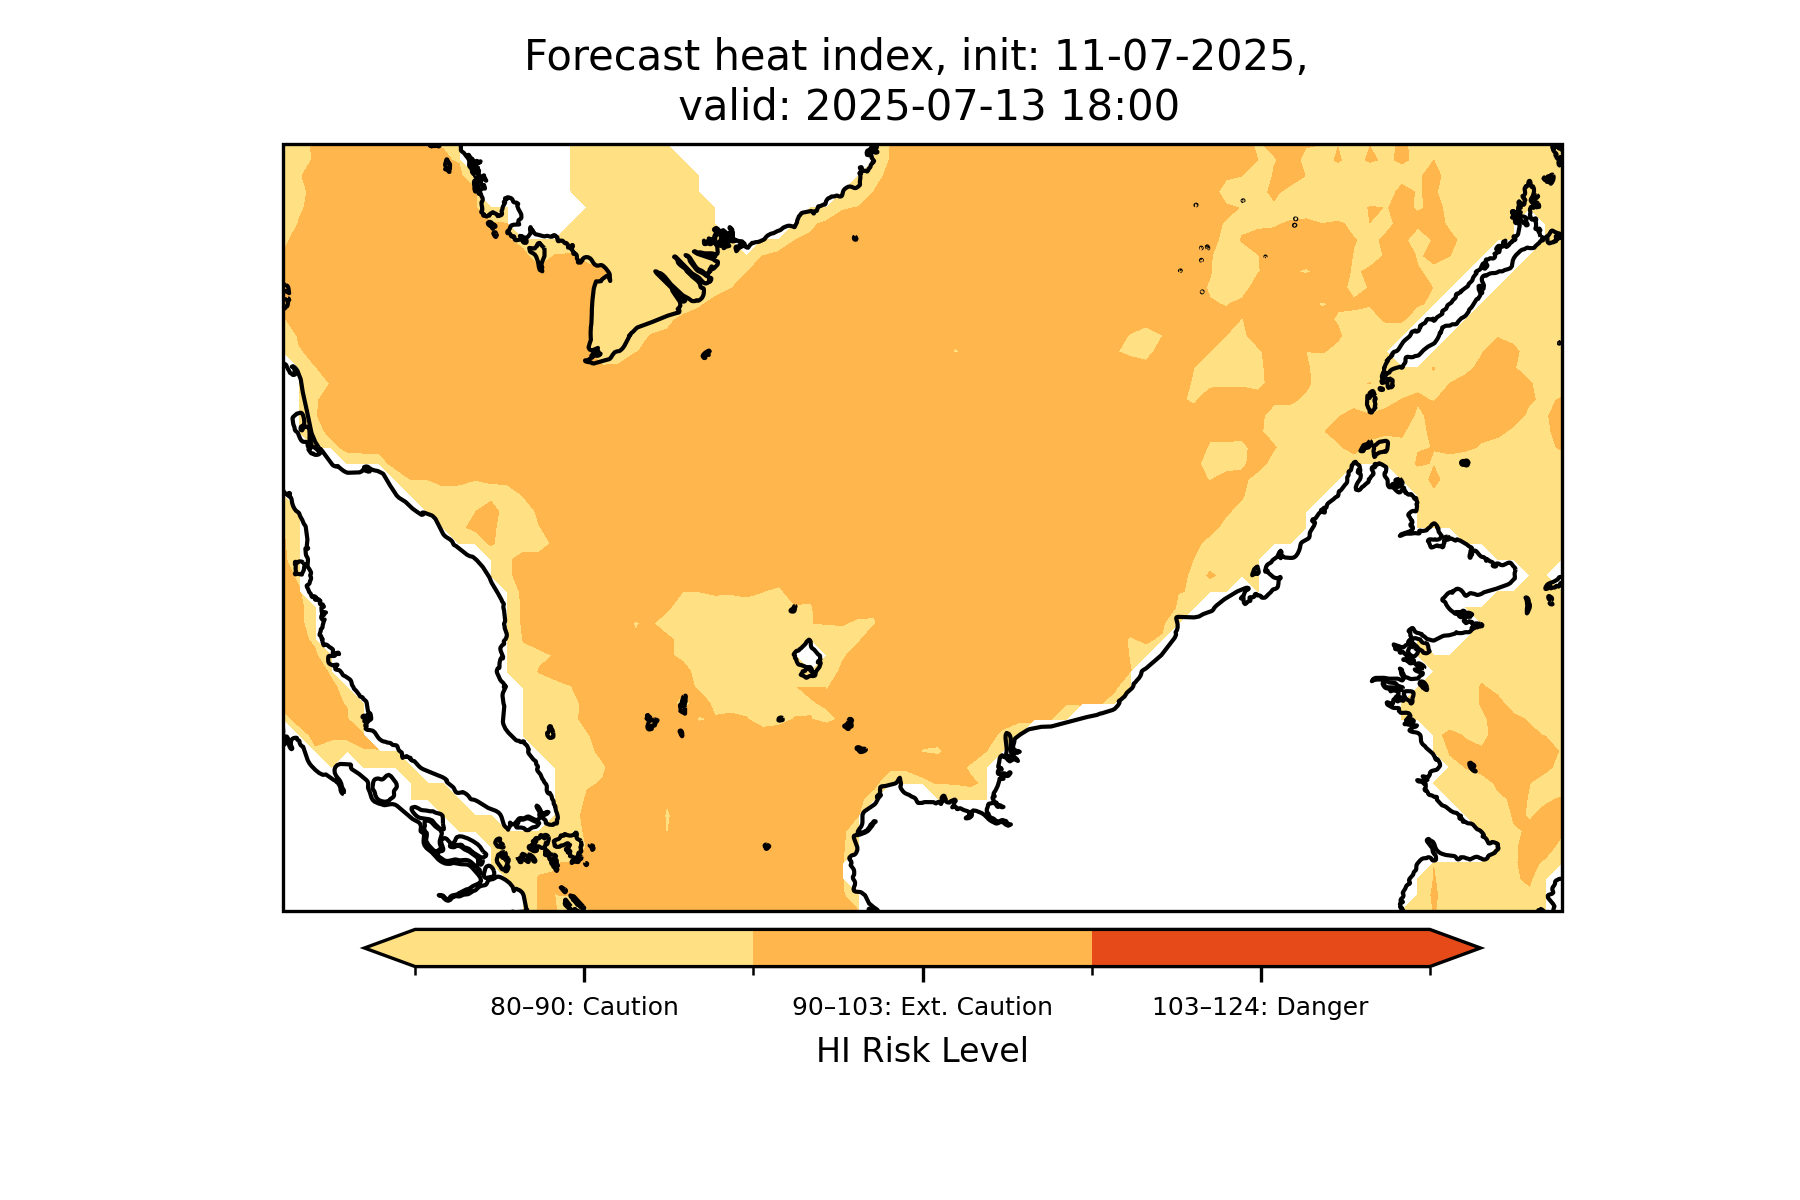 Forecast heat index, init: 11-07-2025,
valid: 2025-07-13 18:00
80–90: Caution
90–103: Ext. Caution
103–124: Danger
HI Risk Level